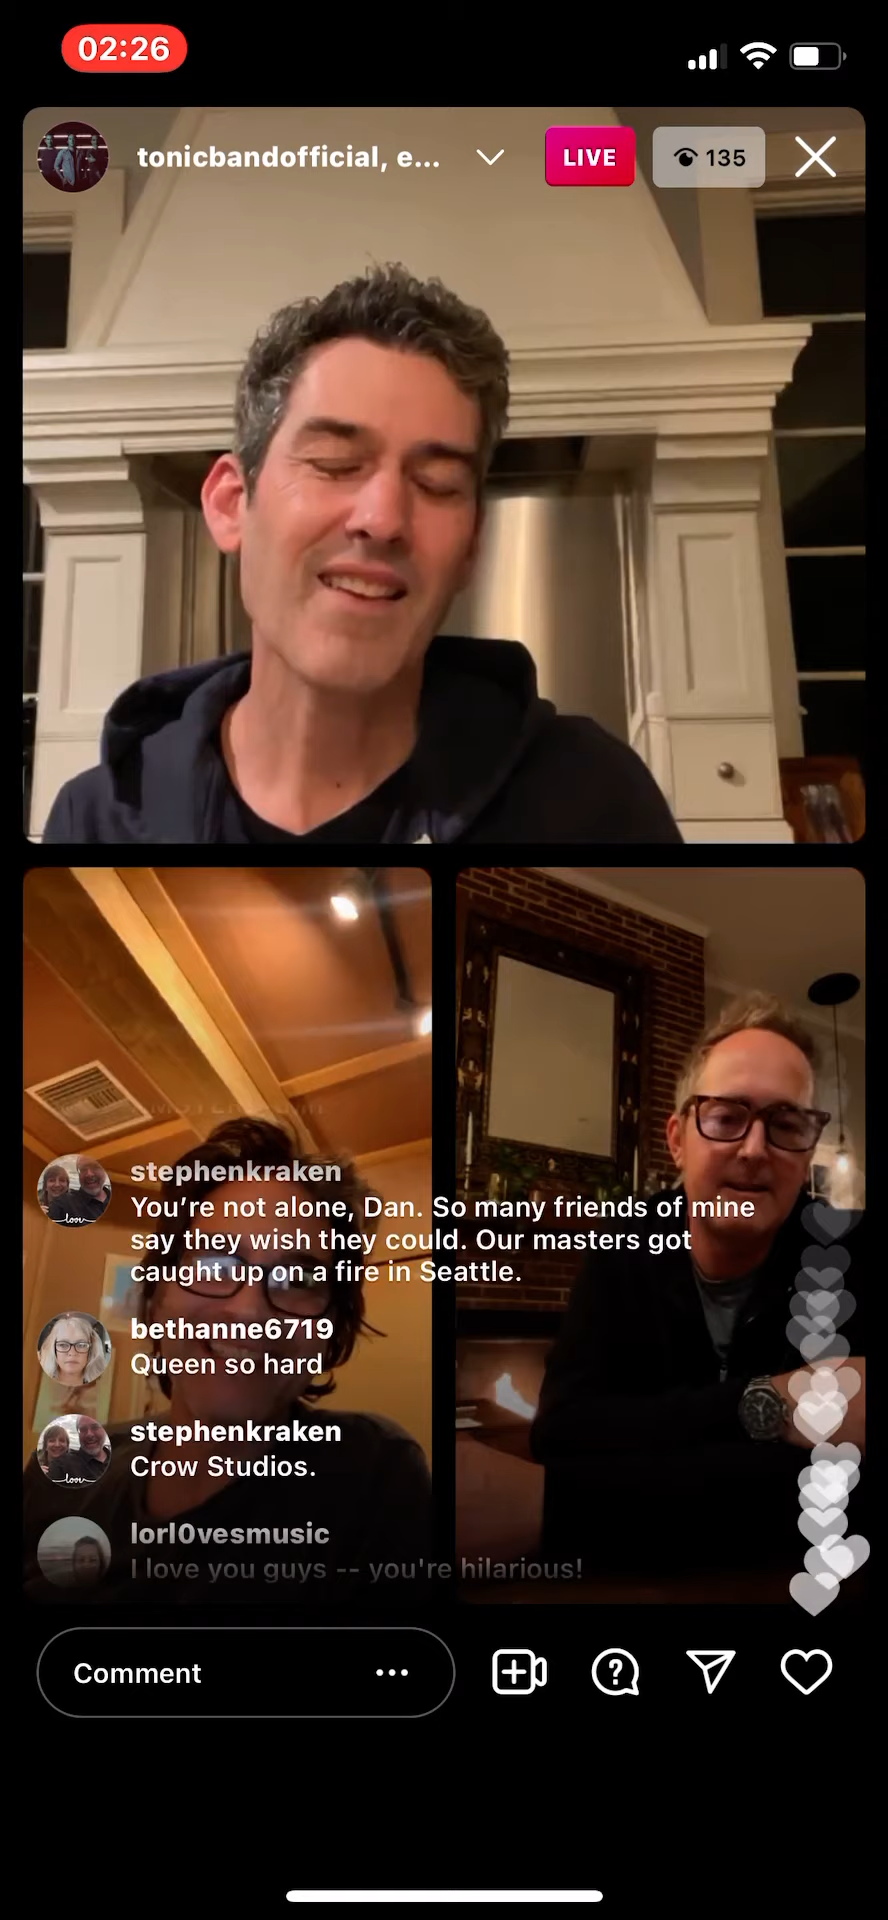 02:26
tonicbandofficial, e...
LIVE
135
stephenkraken
You’re not alone, Dan. So many friends of mine
say they wish they could. Our masters got
caught up on a fire in Seattle.
bethanne6719
Queen so hard
stephenkraken
Crow Studios.
lorl0vesmusic
I love you guys -- you're hilarious!
Comment